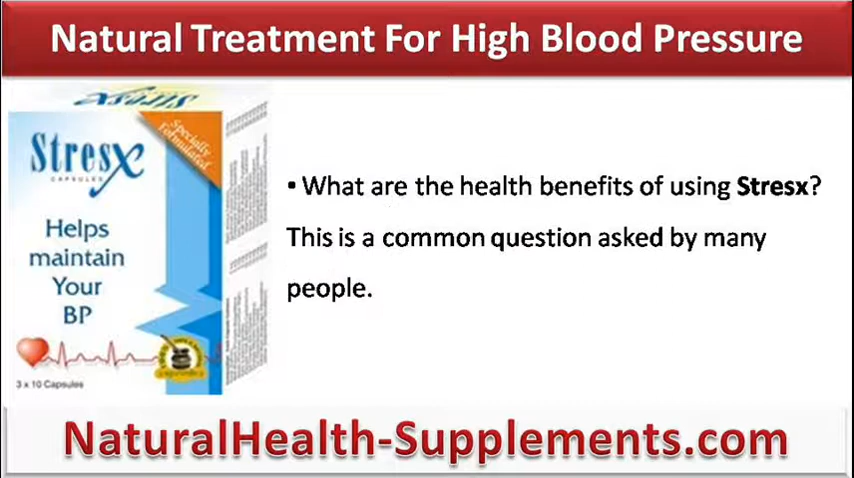 Natural Treatment For High Blood Pressure
Stresx
Stresx
CAPSULES
Specially
Formulated
Helps
maintain
Your
BP
3 x 10 Capsules
• What are the health benefits of using Stresx?
This is a common question asked by many
people.
NaturalHealth-Supplements.com